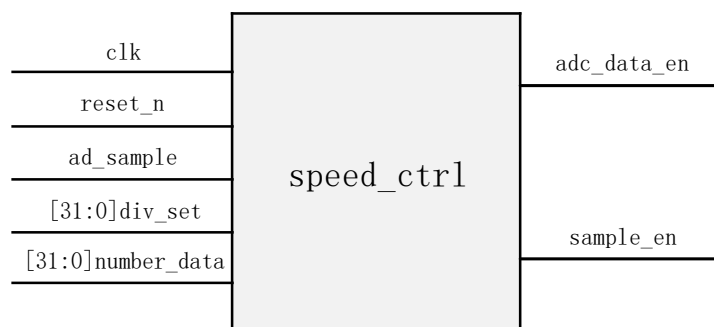 clk
reset_n
ad_sample
[31:0]div_set
[31:0]number_data
speed_ctrl
adc_data_en
sample_en